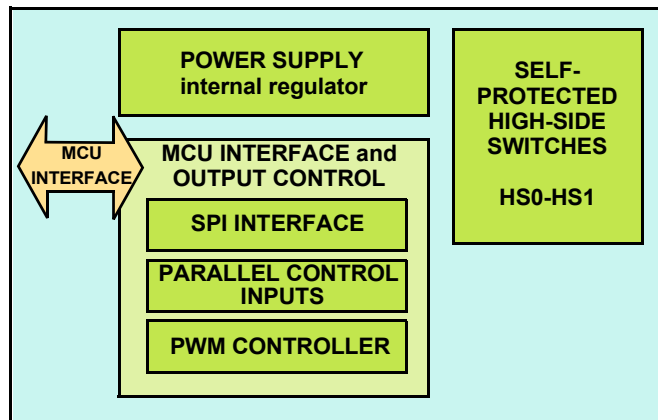 POWER SUPPLY
internal regulator
SELF-
PROTECTED
HIGH-SIDE
SWITCHES
HS0-HS1
MCU
INTERFACE
MCU INTERFACE and
OUTPUT CONTROL
SPI INTERFACE
PARALLEL CONTROL
INPUTS
PWM CONTROLLER